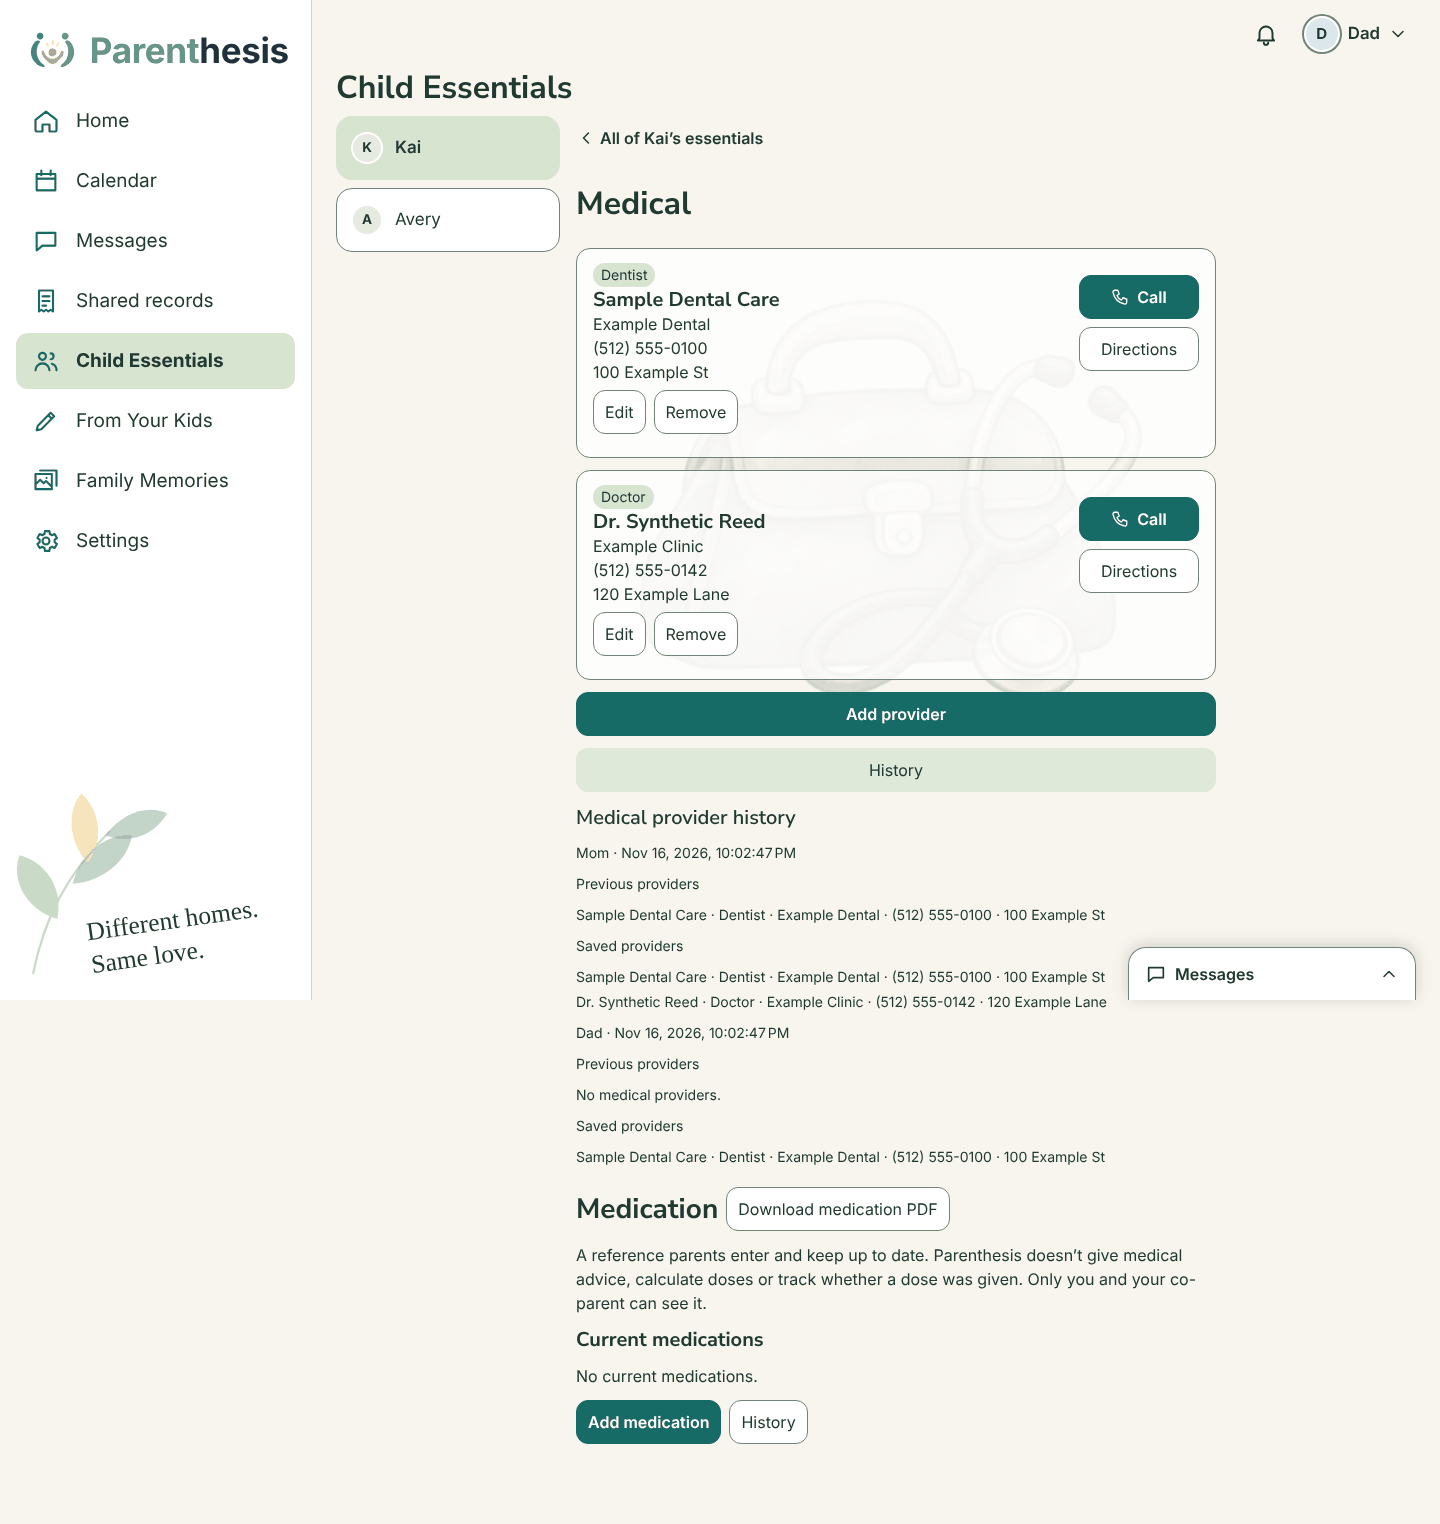 Parenthesis
Home
Calendar
Messages
Shared records
Child Essentials
From Your Kids
Family Memories
Settings
Different homes.
Same love.
D Dad
Child Essentials
K Kai
A Avery
All of Kai’s essentials
Medical
Dentist
Sample Dental Care
Example Dental
(512) 555-0100
100 Example St
Edit Remove
Call
Directions
Doctor
Dr. Synthetic Reed
Example Clinic
(512) 555-0142
120 Example Lane
Edit Remove
Call
Directions
Add provider
History
Medical provider history
Mom · Nov 16, 2026, 10:02:47 PM
Previous providers
Sample Dental Care · Dentist · Example Dental · (512) 555-0100 · 100 Example St
Saved providers
Sample Dental Care · Dentist · Example Dental · (512) 555-0100 · 100 Example St
Dr. Synthetic Reed · Doctor · Example Clinic · (512) 555-0142 · 120 Example Lane
Dad · Nov 16, 2026, 10:02:47 PM
Previous providers
No medical providers.
Saved providers
Sample Dental Care · Dentist · Example Dental · (512) 555-0100 · 100 Example St
Medication Download medication PDF
A reference parents enter and keep up to date. Parenthesis doesn’t give medical
advice, calculate doses or track whether a dose was given. Only you and your co-
parent can see it.
Current medications
No current medications.
Add medication History
Messages